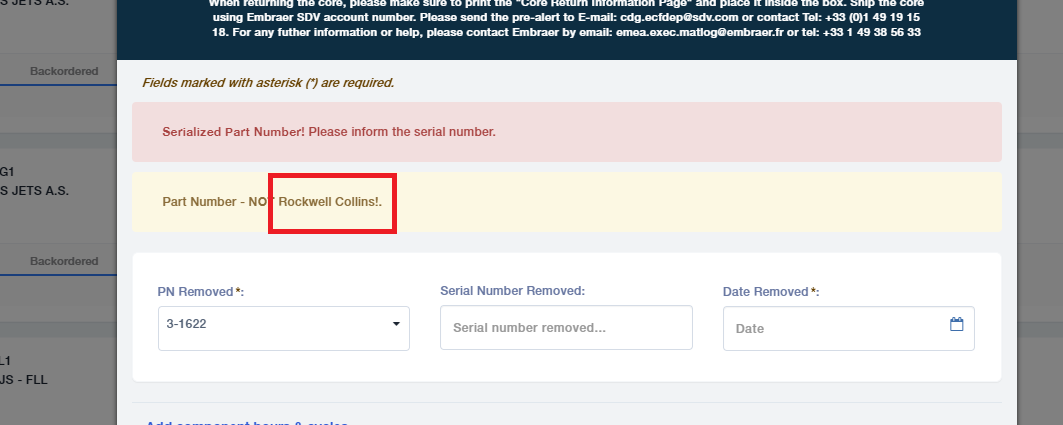 When returning the core, please make sure to print the "Core Return Information Page" and place it inside the box. Ship the core
using Embraer SDV account number. Please send the pre-alert to E-mail: cdg.ecfdep@sdv.com or contact Tel: +33 (0)1 49 19 15
18. For any futher information or help, please contact Embraer by email: emea.exec.matlog@embraer.fr or tel: +33 1 49 38 56 33
Backordered
Fields marked with asterisk (*) are required.
Serialized Part Number! Please inform the serial number.
G1
S JETS A.S.
Part Number - NOT Rockwell Collins!.
Backordered
PN Removed*:
Serial Number Removed:
Date Removed*:
3-1622
Serial number removed...
Date
L1
JS - FLL
Add component hours & cycles